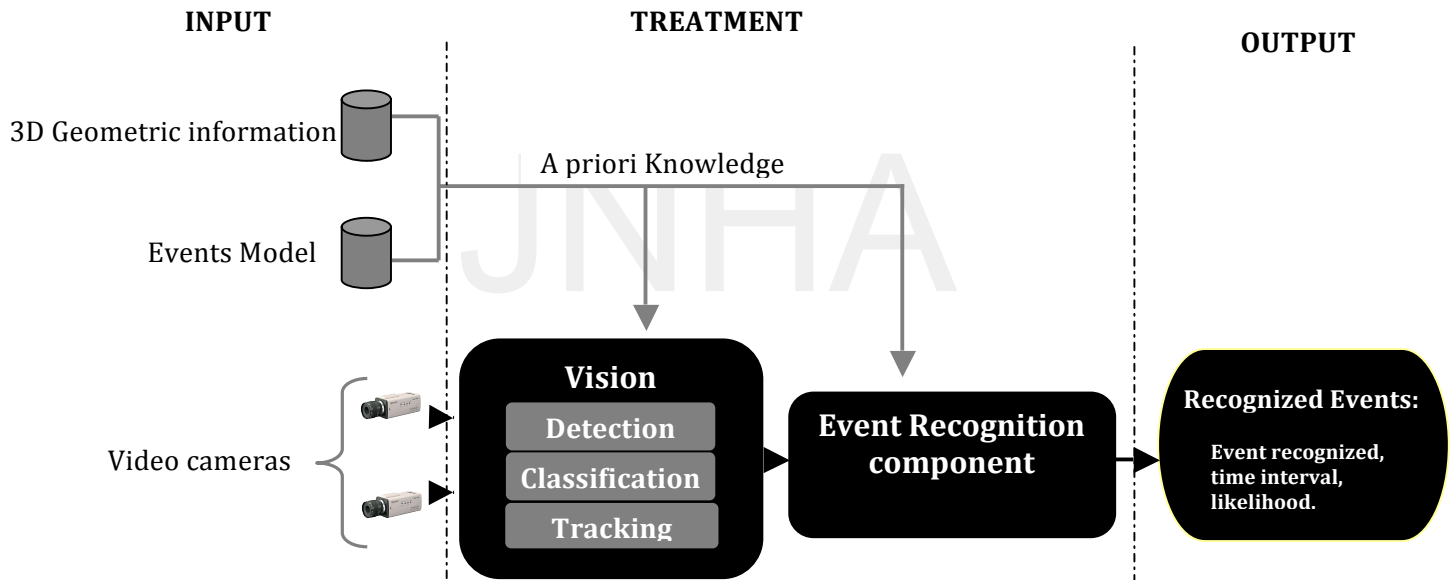 INPUT
TREATMENT
OUTPUT
3D Geometric information
A priori Knowledge
JNHA
Events Model
Video cameras
Vision
Detection
Classification
Tracking
Event Recognition
component
Recognized Events:
Event recognized,
time interval,
likelihood.